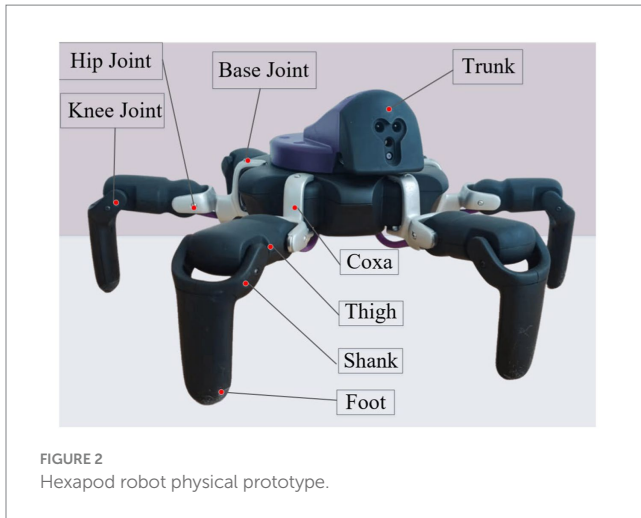 Hip Joint
Base Joint
Trunk
Knee Joint
Coxa
Thigh
Shank
Foot
FIGURE 2
Hexapod robot physical prototype.